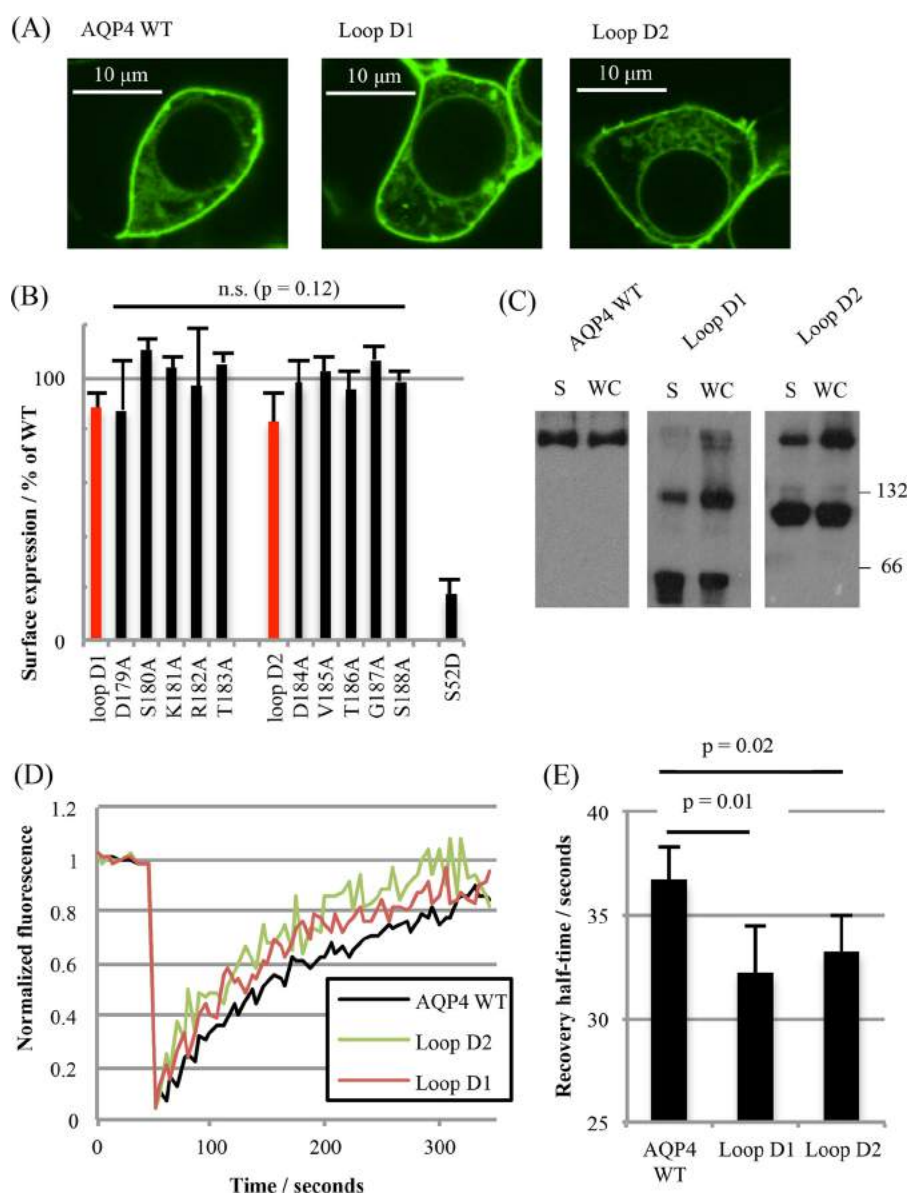 (A)
AQP4 WT
Loop D1
Loop D2
10 μm
10 μm
10 μm
(B)
n.s. (p = 0.12)
Surface expression / % of WT
100
0
loop D1
D179A
S180A
K181A
R182A
T183A
loop D2
D184A
V185A
T186A
G187A
S188A
S52D
(C)
AQP4 WT
Loop D1
Loop D2
S WC
S WC
S WC
132
66
(D)
Normalized fluorescence
1.2
1
0.8
0.6
0.4
0.2
0
0 100 200 300
Time / seconds
AQP4 WT
Loop D2
Loop D1
(E)
p = 0.02
p = 0.01
Recovery half-time / seconds
40
35
30
25
AQP4 WT
Loop D1
Loop D2